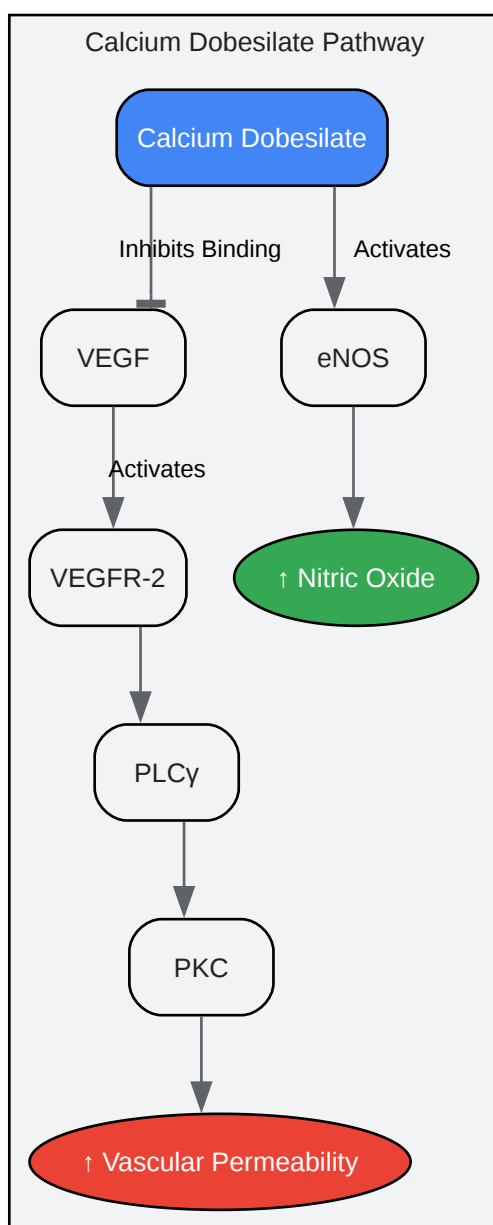 Calcium Dobesilate Pathway
Calcium Dobesilate
Inhibits Binding
Activates
VEGF
eNOS
Activates
VEGFR-2
↑ Nitric Oxide
PLCγ
PKC
↑ Vascular Permeability